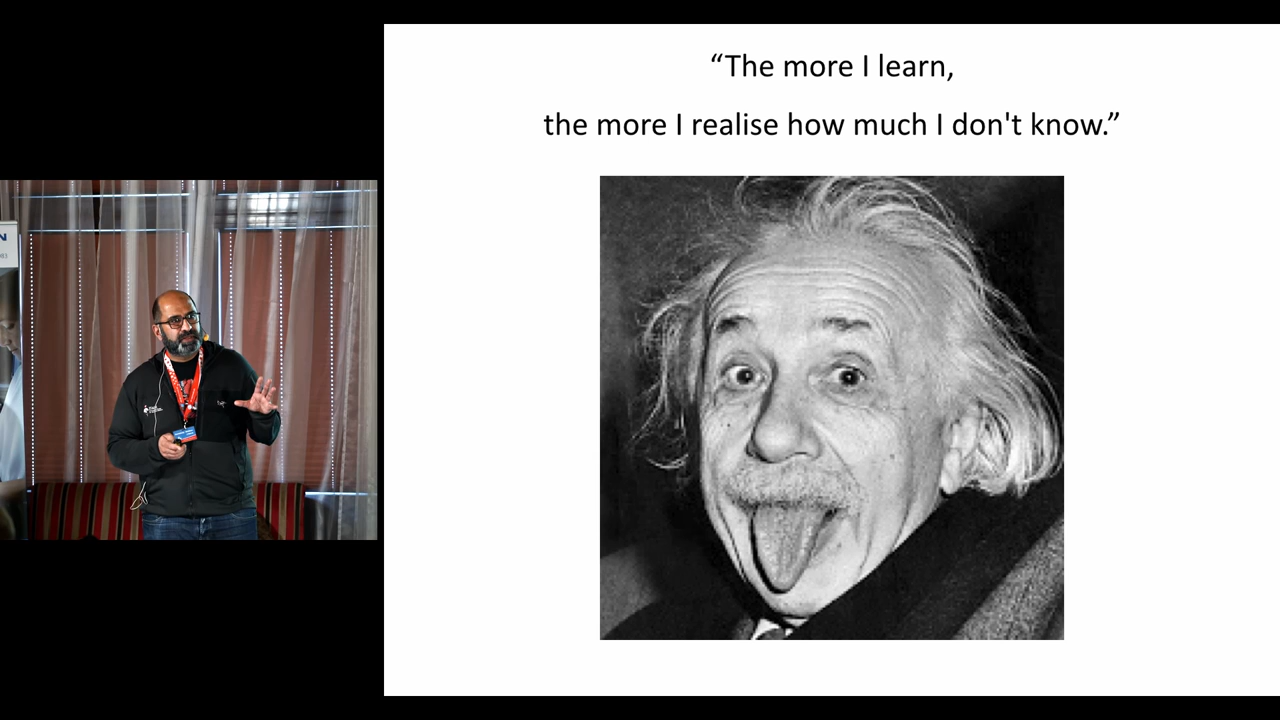 “The more I learn,
the more I realise how much I don't know.”